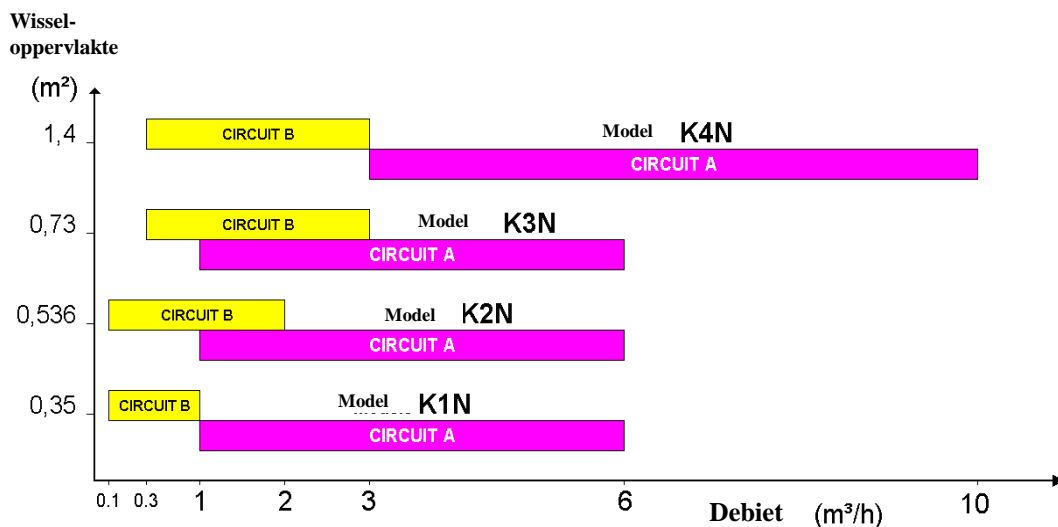 Wissel-
oppervlakte
(m²)
1,4
CIRCUIT B
Model K4N
CIRCUIT A
0,73
CIRCUIT B
Model K3N
CIRCUIT A
0,536
CIRCUIT B
Model K2N
CIRCUIT A
0,35
CIRCUIT B
Model K1N
CIRCUIT A
0.1 0.3 1 2 3 6 10
Debiet (m³/h)